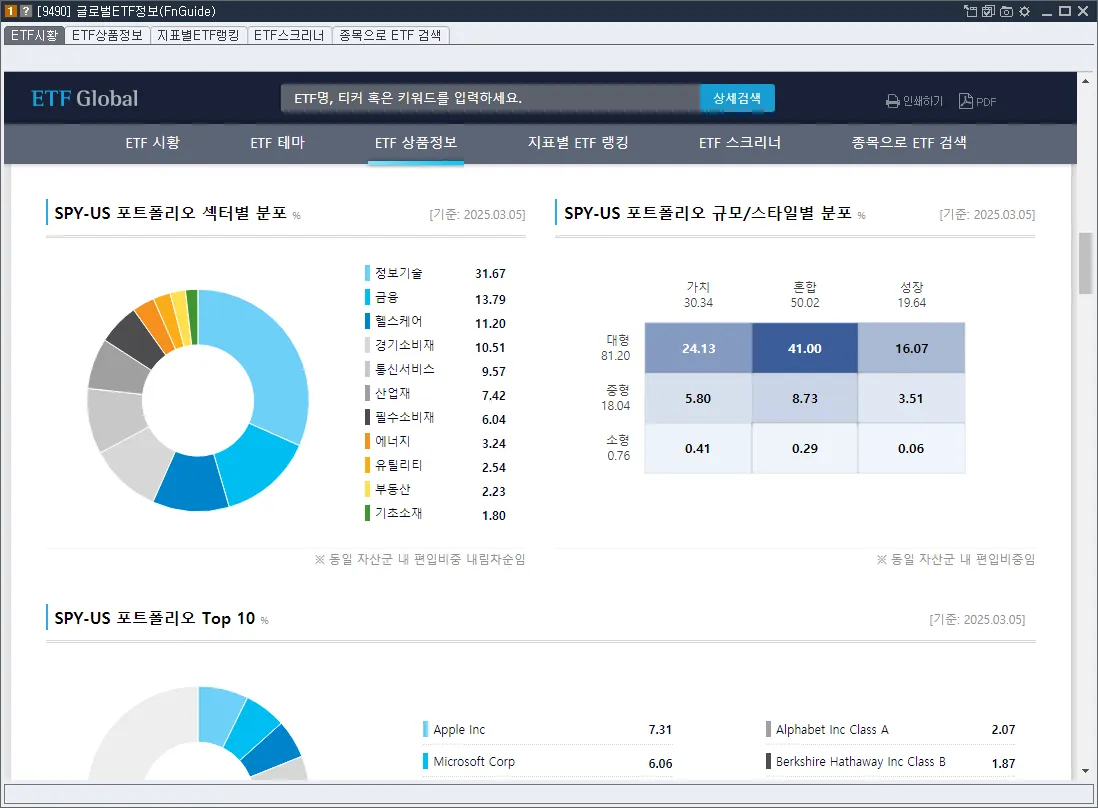 1 ? [9490] 글로벌ETF정보(FnGuide)
ETF시황 ETF상품정보 지표별ETF랭킹 ETF스크리너 종목으로 ETF 검색
ETF Global ETF명, 티커 혹은 키워드를 입력하세요. 상세검색 인쇄하기 PDF
ETF 시황 ETF 테마 ETF 상품정보 지표별 ETF 랭킹 ETF 스크리너 종목으로 ETF 검색
SPY-US 포트폴리오 섹터별 분포 % [기준: 2025.03.05]
정보기술 31.67
금융 13.79
헬스케어 11.20
경기소비재 10.51
통신서비스 9.57
산업재 7.42
필수소비재 6.04
에너지 3.24
유틸리티 2.54
부동산 2.23
기초소재 1.80
※ 동일 자산군 내 편입비중 내림차순임
SPY-US 포트폴리오 규모/스타일별 분포 % [기준: 2025.03.05]
가치 혼합 성장
30.34 50.02 19.64
대형
81.20 24.13 41.00 16.07
중형
18.04 5.80 8.73 3.51
소형
0.76 0.41 0.29 0.06
※ 동일 자산군 내 편입비중임
SPY-US 포트폴리오 Top 10 % [기준: 2025.03.05]
Apple Inc 7.31 Alphabet Inc Class A 2.07
Microsoft Corp 6.06 Berkshire Hathaway Inc Class B 1.87